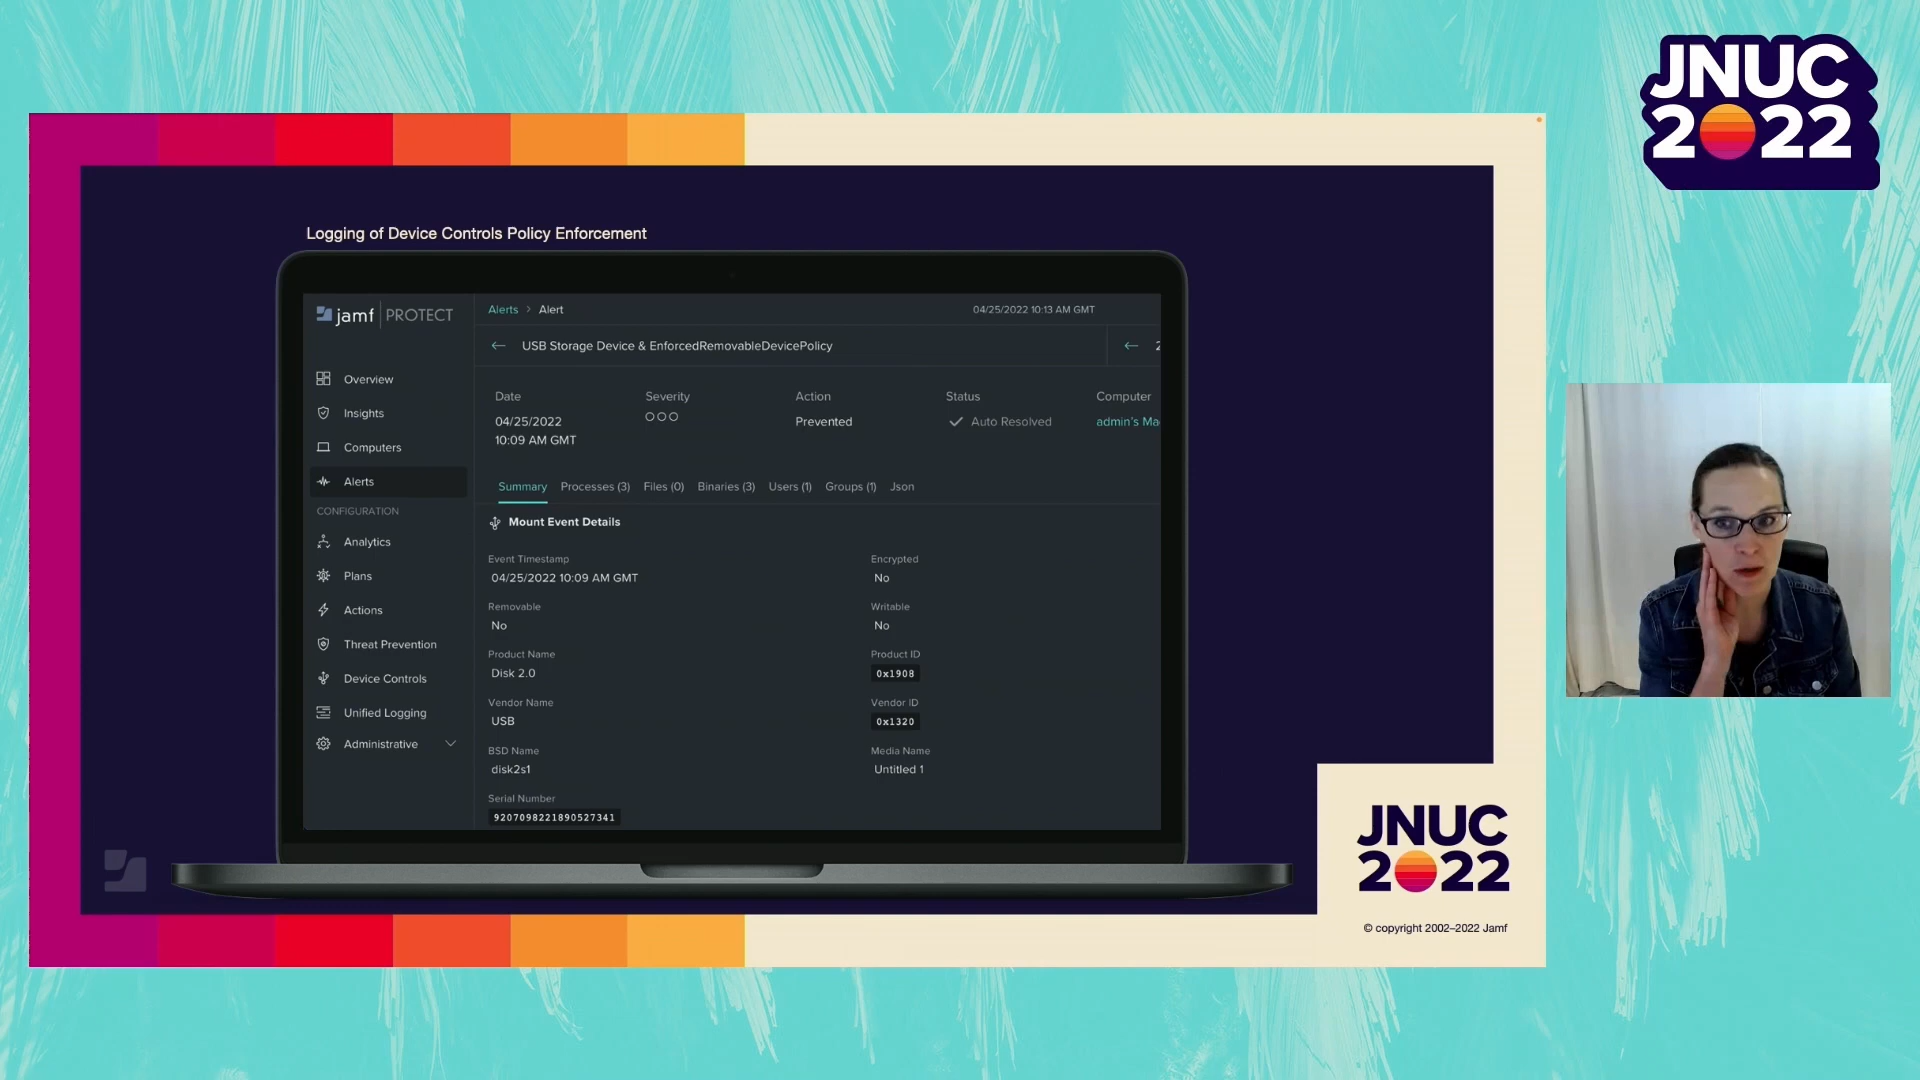 JNUC
2022
Logging of Device Controls Policy Enforcement
jamf PROTECT
Alerts > Alert
04/25/2022 10:13 AM GMT
← USB Storage Device & EnforcedRemovableDevicePolicy
←
Overview
Insights
Computers
Alerts
CONFIGURATION
Analytics
Plans
Actions
Threat Prevention
Device Controls
Unified Logging
Administrative
Date
04/25/2022
10:09 AM GMT
Severity
Action
Prevented
Status
Auto Resolved
Computer
admin's Ma
Summary Processes (3) Files (0) Binaries (3) Users (1) Groups (1) Json
Mount Event Details
Event Timestamp
04/25/2022 10:09 AM GMT
Encrypted
No
Removable
No
Writable
No
Product Name
Disk 2.0
Product ID
0x1908
Vendor Name
USB
Vendor ID
0x1320
BSD Name
disk2s1
Media Name
Untitled 1
Serial Number
9207098221890527341
JNUC
2022
© copyright 2002–2022 Jamf